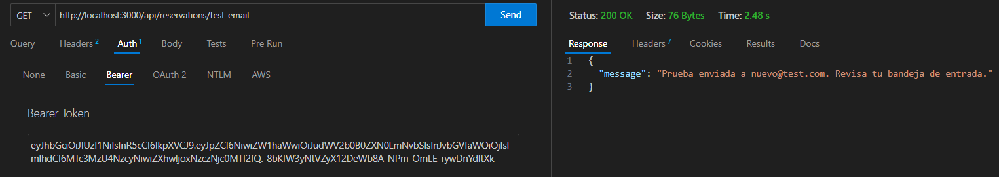 GET http://localhost:3000/api/reservations/test-email Send
Query Headers 2 Auth 1 Body Tests Pre Run
None Basic Bearer OAuth 2 NTLM AWS
Bearer Token
eyJhbGciOiJIUzI1NiIsInR5cCI6IkpXVCJ9.eyJpZCI6NiwiZW1haWwiOiJudWV2b0B0ZXN0LmNvbSIsInJvbGVfaWQiOjIsI
mlhdCI6MTc3MzU4NzcyNiwiZXhwIjoxNzczNjc0MTI2fQ.-8bKIW3yNtVZyX12DeWb8A-NPm_OmLE_rywDnYdItXk
Status: 200 OK Size: 76 Bytes Time: 2.48 s
Response Headers 7 Cookies Results Docs
1 {
2 "message": "Prueba enviada a nuevo@test.com. Revisa tu bandeja de entrada."
3 }